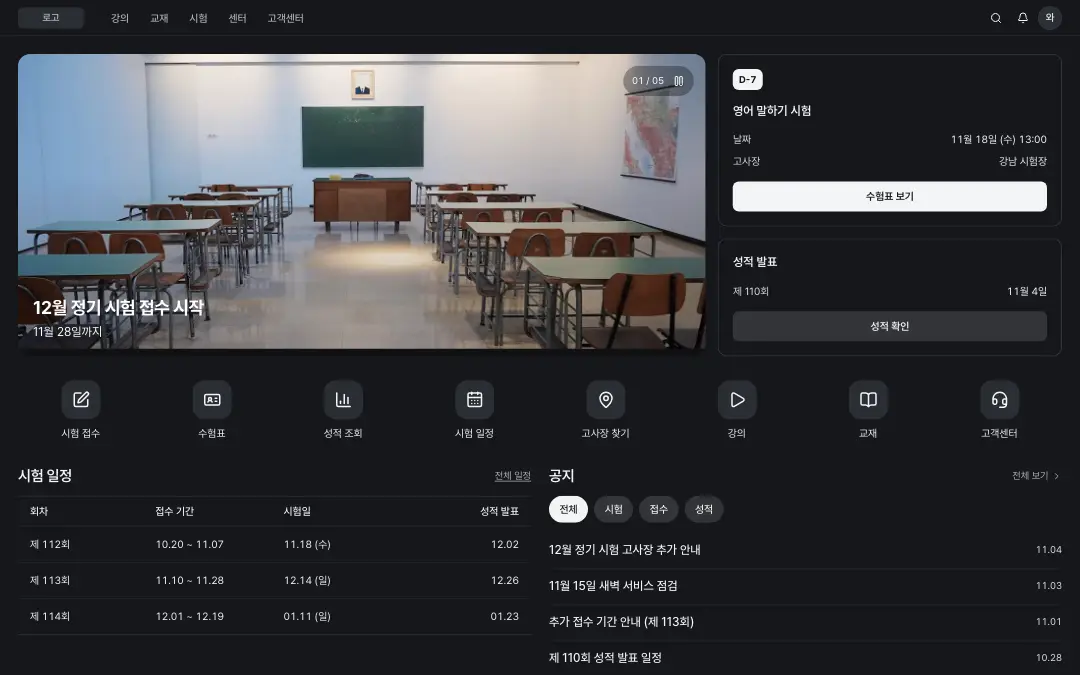 로고
강의
교재
시험
센터
고객센터
와
01 / 05
12월 정기 시험 접수 시작
11월 28일까지
D-7
영어 말하기 시험
날짜 11월 18일 (수) 13:00
고사장 강남 시험장
수험표 보기
성적 발표
제 110회 11월 4일
성적 확인
시험 접수
수험표
성적 조회
시험 일정
고사장 찾기
강의
교재
고객센터
시험 일정 전체 일정
회차 접수 기간 시험일 성적 발표
제 112회 10.20 ~ 11.07 11.18 (수) 12.02
제 113회 11.10 ~ 11.28 12.14 (일) 12.26
제 114회 12.01 ~ 12.19 01.11 (일) 01.23
공지 전체 보기
전체 시험 접수 성적
12월 정기 시험 고사장 추가 안내 11.04
11월 15일 새벽 서비스 점검 11.03
추가 접수 기간 안내 (제 113회) 11.01
제 110회 성적 발표 일정 10.28